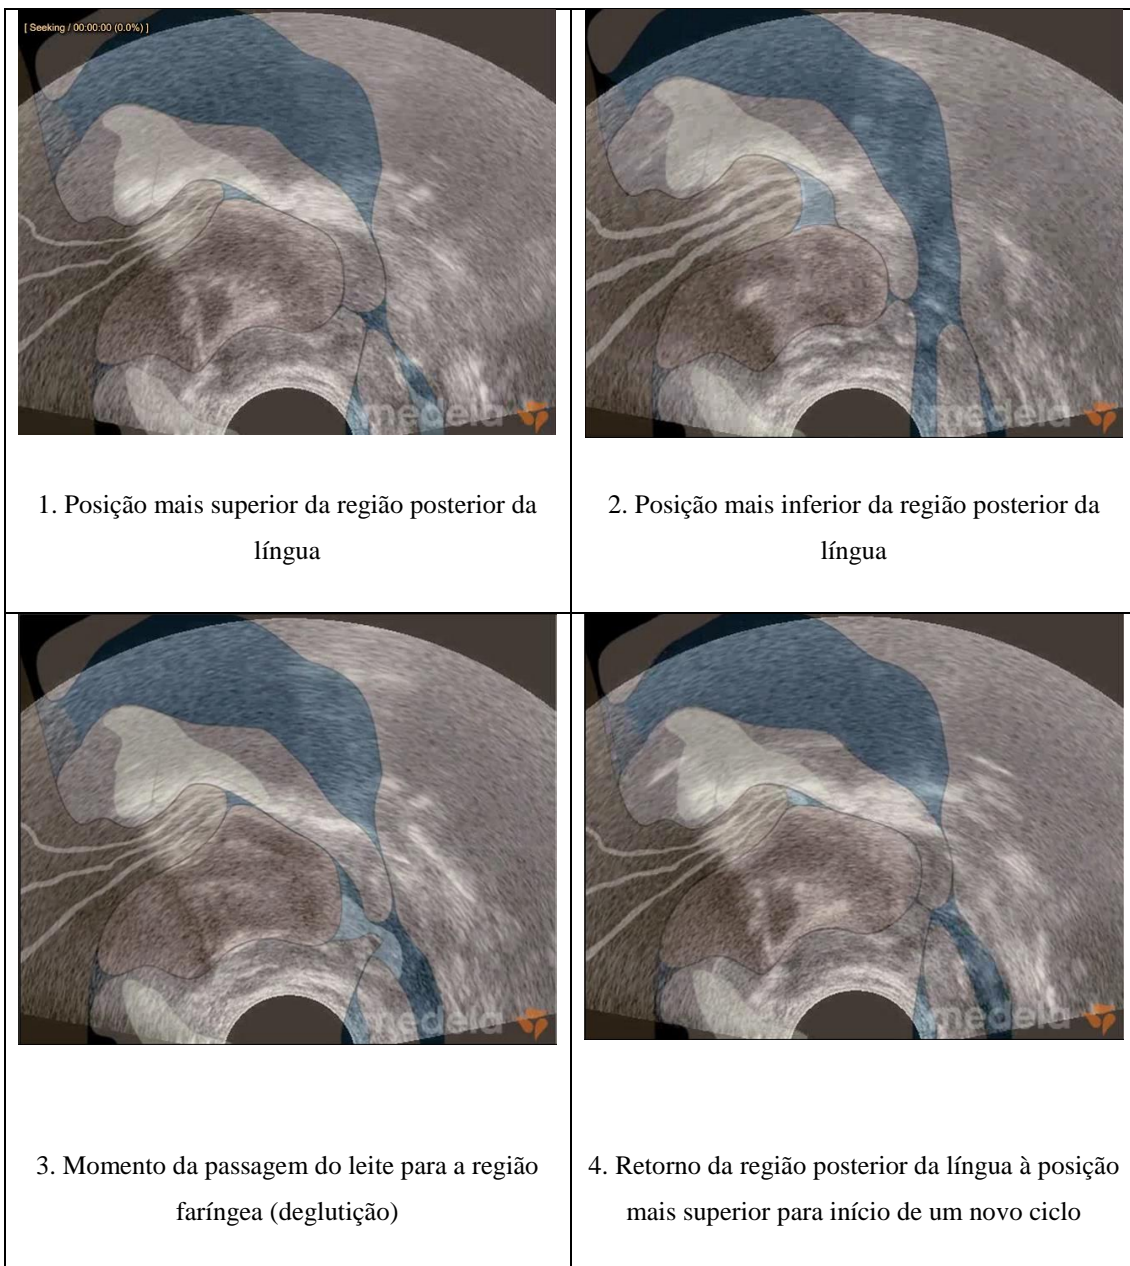 [ Seeking / 00:00:00 (0.0%) ]
medela
medela
1. Posição mais superior da região posterior da
língua
2. Posição mais inferior da região posterior da
língua
medela
medela
3. Momento da passagem do leite para a região
faríngea (deglutição)
4. Retorno da região posterior da língua à posição
mais superior para início de um novo ciclo